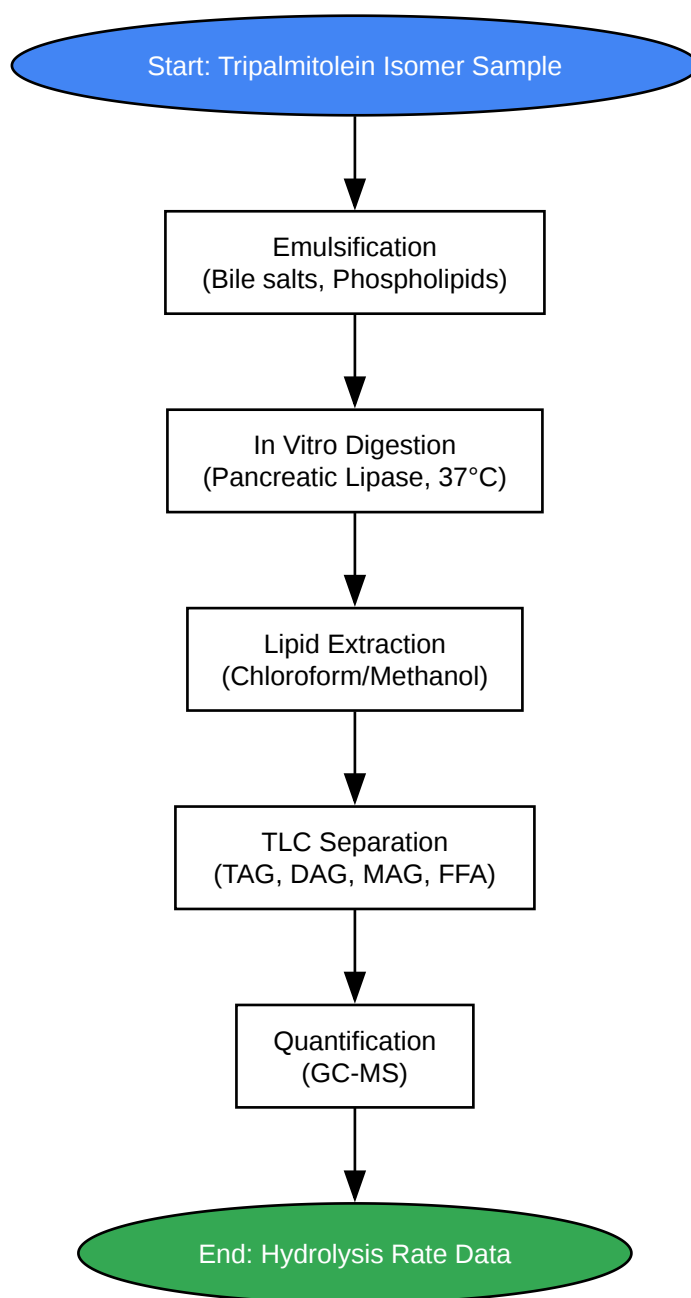 Start: Tripalmitolein Isomer Sample
Emulsification
(Bile salts, Phospholipids)
In Vitro Digestion
(Pancreatic Lipase, 37°C)
Lipid Extraction
(Chloroform/Methanol)
TLC Separation
(TAG, DAG, MAG, FFA)
Quantification
(GC-MS)
End: Hydrolysis Rate Data